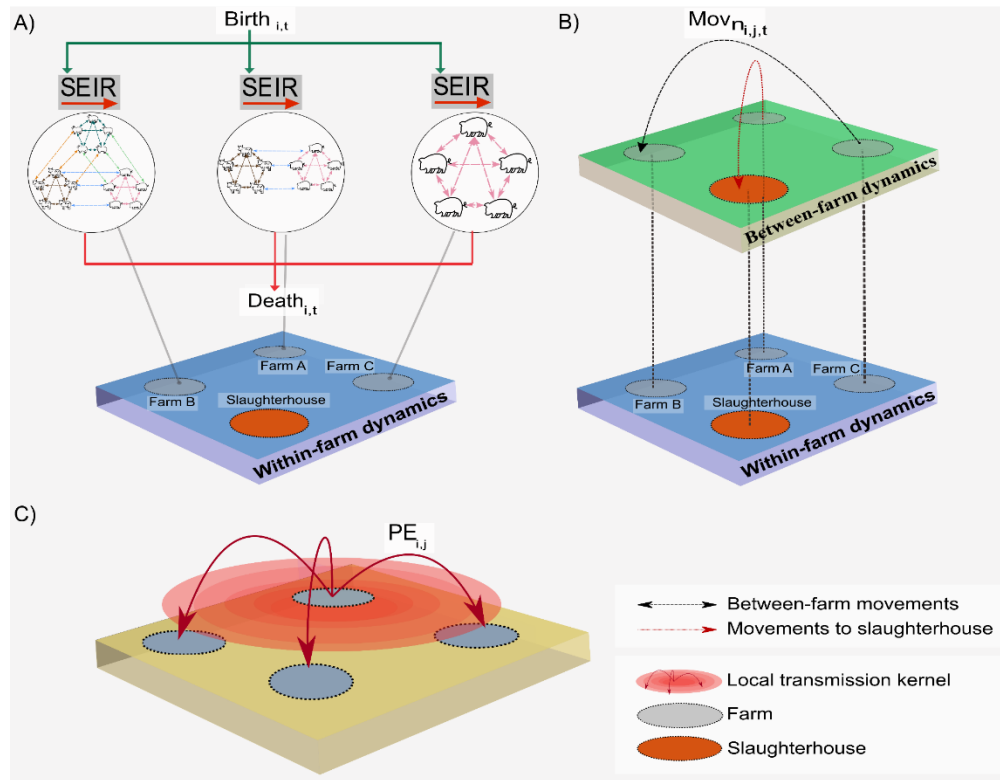 A)
Birth i,t
SEIR
SEIR
SEIR
Death i,t
Farm A
Farm B
Farm C
Slaughterhouse
Within-farm dynamics
B)
Mov n i,j,t
Between-farm dynamics
Farm A
Farm B
Farm C
Slaughterhouse
Within-farm dynamics
C)
PE i,j
Between-farm movements
Movements to slaughterhouse
Local transmission kernel
Farm
Slaughterhouse